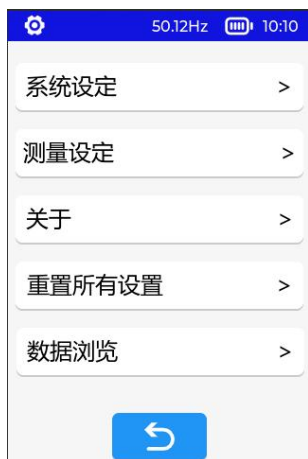 50.12Hz 10:10
系统设定 >
测量设定 >
关于 >
重置所有设置 >
数据浏览 >